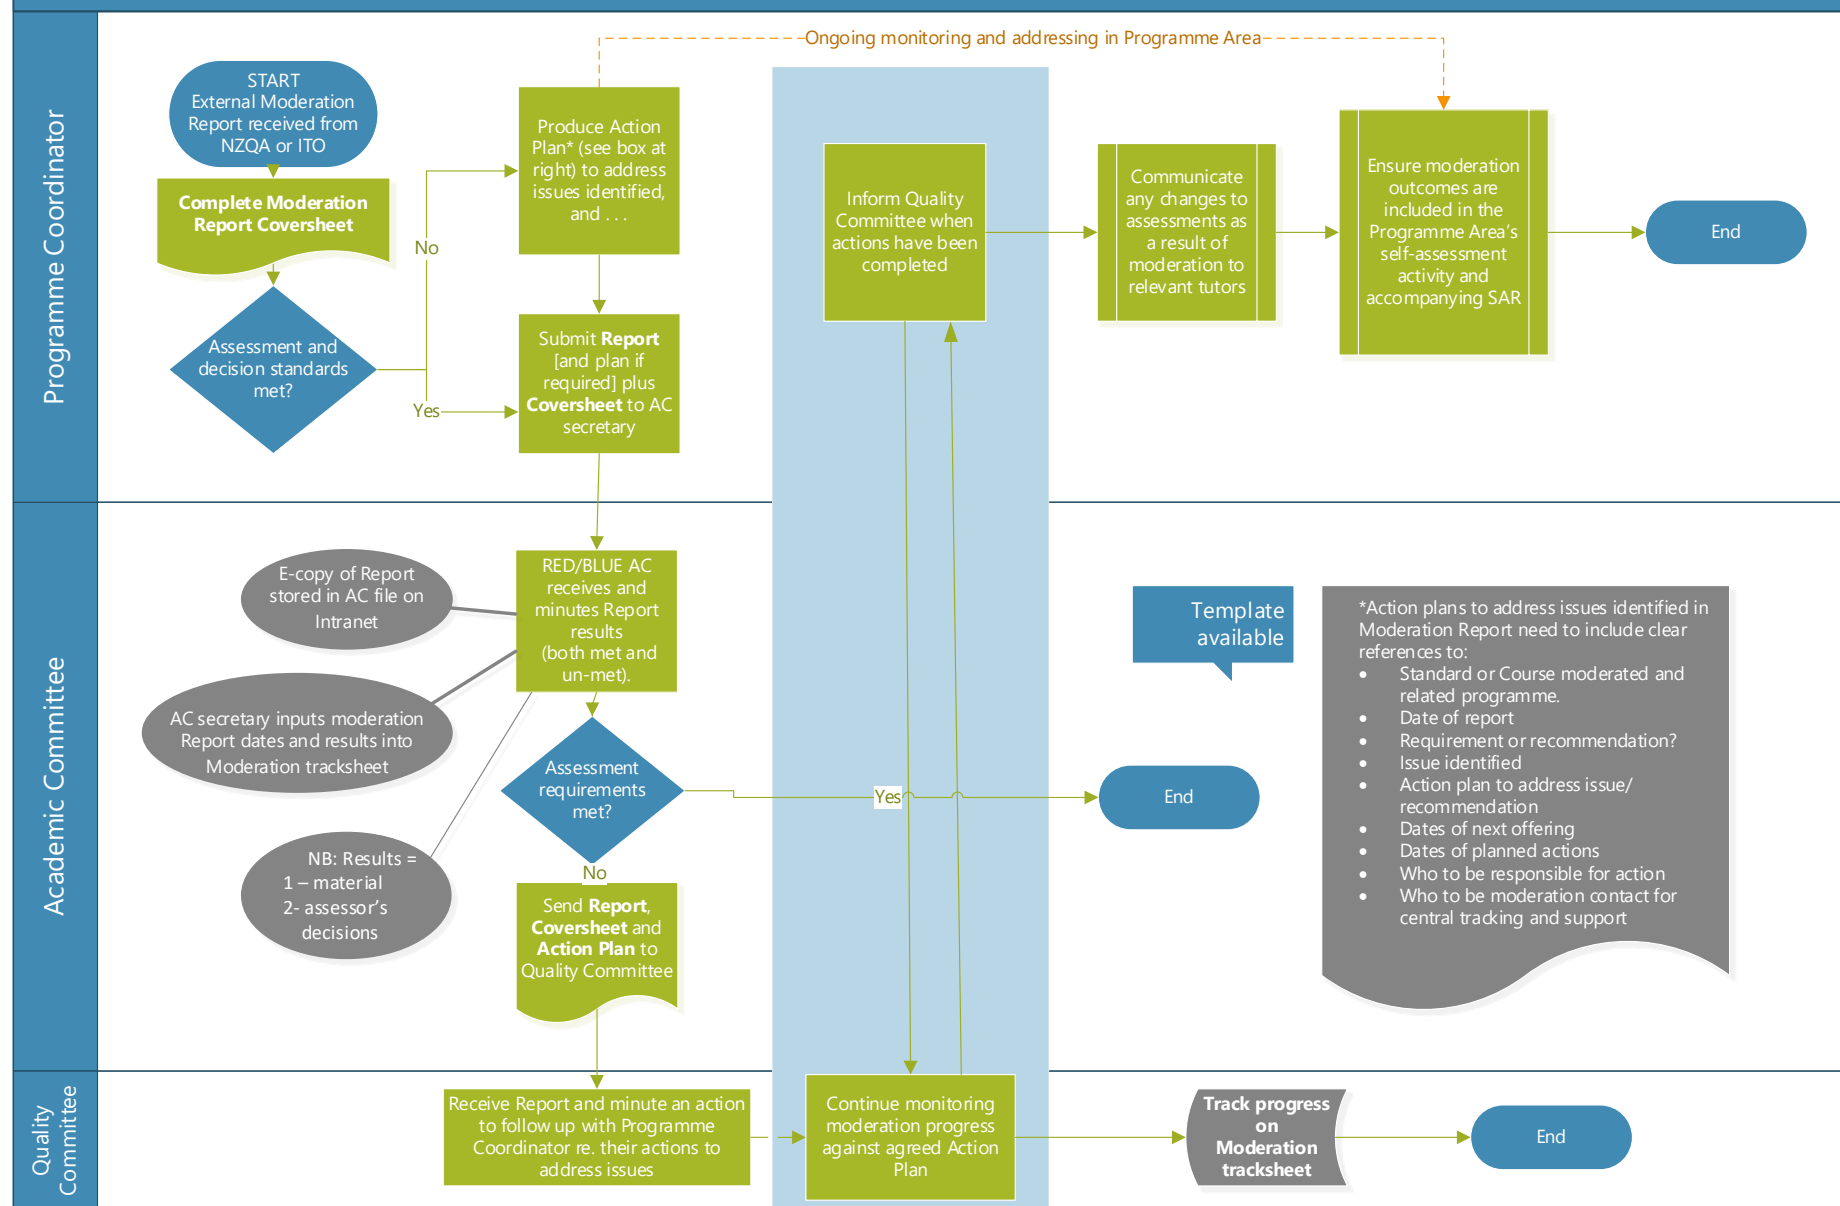 Programme Coordinator
START
External Moderation
Report received from
NZQA or ITO
Complete Moderation
Report Coversheet
Assessment and
decision standards
met?
No
Yes
Ongoing monitoring and addressing in Programme Area
Produce Action
Plan* (see box at
right) to address
issues identified,
and . . .
Submit Report
[and plan if
required] plus
Coversheet to AC
secretary
Inform Quality
Committee when
actions have been
completed
Communicate
any changes to
assessments as
a result of
moderation to
relevant tutors
Ensure moderation
outcomes are
included in the
Programme Area’s
self-assessment
activity and
accompanying SAR
End
Academic Committee
E-copy of Report
stored in AC file on
Intranet
AC secretary inputs moderation
Report dates and results into
Moderation tracksheet
NB: Results =
1 – material
2- assessor’s
decisions
RED/BLUE AC
receives and
minutes Report
results
(both met and
un-met).
Assessment
requirements
met?
Yes
End
No
Send Report,
Coversheet and
Action Plan to
Quality Committee
Template
available
*Action plans to address issues identified in
Moderation Report need to include clear
references to:
• Standard or Course moderated and
related programme.
• Date of report
• Requirement or recommendation?
• Issue identified
• Action plan to address issue/
recommendation
• Dates of next offering
• Dates of planned actions
• Who to be responsible for action
• Who to be moderation contact for
central tracking and support
Quality
Committee
Receive Report and minute an action
to follow up with Programme
Coordinator re. their actions to
address issues
Continue monitoring
moderation progress
against agreed Action
Plan
Track progress
on
Moderation
tracksheet
End